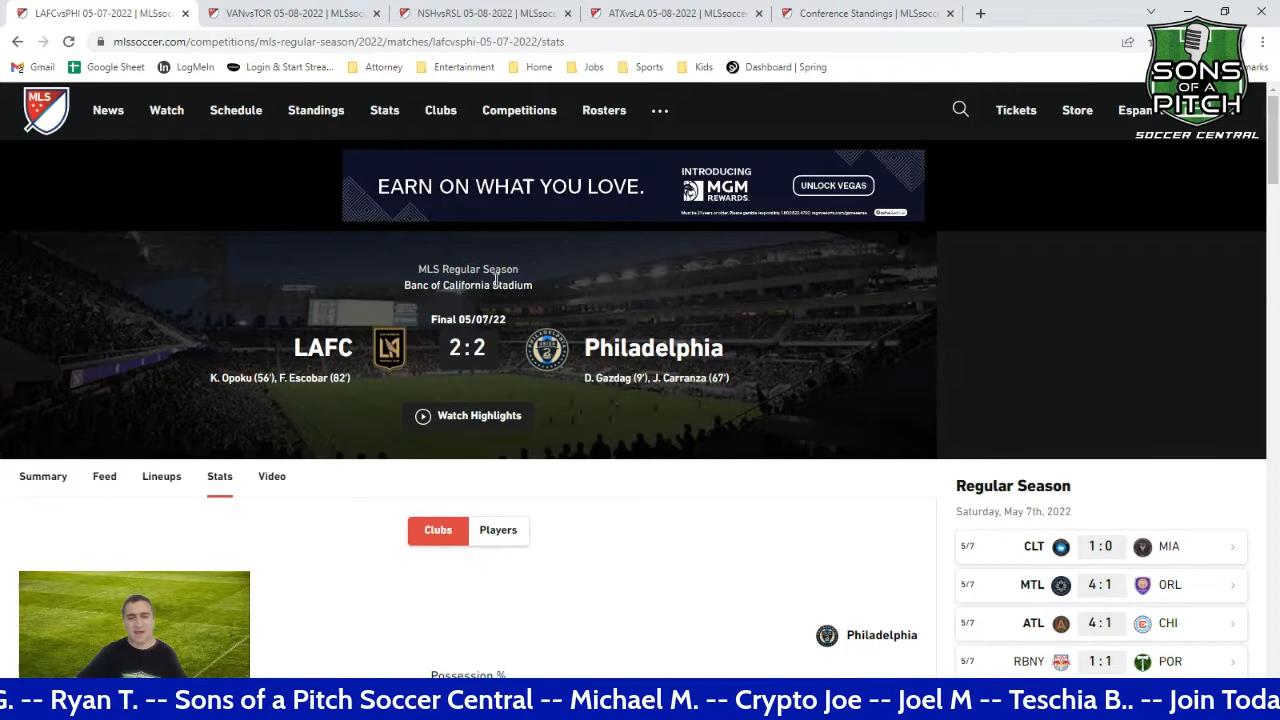 LAFCvsPHI 05-07-2022 | MLSsocc
VANvsTOR 05-08-2022 | MLSsocc
NSHvsRSL 05-08-2022 | MLSsocc
ATXvsLA 05-08-2022 | MLSsoccer
Conference Standings | MLSsocc
mlssoccer.com/competitions/mls-regular-season/2022/matches/lafcvsphi-05-07-2022/stats
Gmail
Google Sheet
LogMeIn
Login & Start Strea...
Attorney
Entertainment
Home
Jobs
Sports
Kids
Dashboard | Spring
SONS
OF A
PITCH
SOCCER CENTRAL
MLS
News
Watch
Schedule
Standings
Stats
Clubs
Competitions
Rosters
Tickets
Store
Espan
EARN ON WHAT YOU LOVE.
INTRODUCING
MGM
REWARDS.
UNLOCK VEGAS
MLS Regular Season
Banc of California Stadium
Final 05/07/22
LAFC 2:2 Philadelphia
K. Opoku (56'), F. Escobar (82')
D. Gazdag (9'), J. Carranza (67')
Watch Highlights
Summary
Feed
Lineups
Stats
Video
Clubs
Players
Philadelphia
Possession %
Regular Season
Saturday, May 7th, 2022
5/7 CLT 1:0 MIA
5/7 MTL 4:1 ORL
5/7 ATL 4:1 CHI
5/7 RBNY 1:1 POR
G. -- Ryan T. -- Sons of a Pitch Soccer Central -- Michael M. -- Crypto Joe -- Joel M -- Teschia B.. -- Join Toda